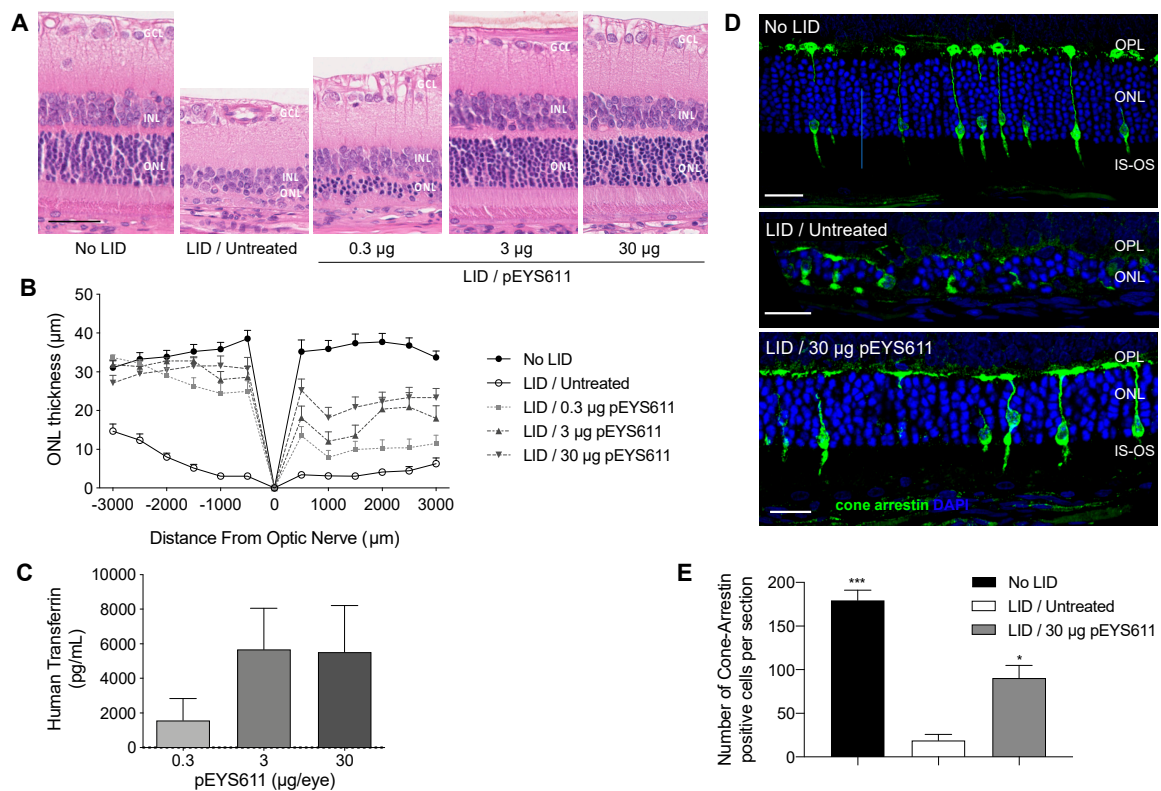 A
GCL
INL
ONL
GCL
INL
ONL
GCL
INL
ONL
GCL
INL
ONL
GCL
INL
ONL
No LID
LID / Untreated
0.3 µg
3 µg
30 µg
LID / pEYS611
B
ONL thickness (µm)
50
40
30
20
10
0
-3000
-2000
-1000
0
1000
2000
3000
Distance From Optic Nerve (µm)
No LID
LID / Untreated
LID / 0.3 µg pEYS611
LID / 3 µg pEYS611
LID / 30 µg pEYS611
C
Human Transferrin
(pg/mL)
10000
8000
6000
4000
2000
0
0.3
3
30
pEYS611 (µg/eye)
D
No LID
OPL
ONL
IS-OS
LID / Untreated
OPL
ONL
LID / 30 µg pEYS611
OPL
ONL
IS-OS
cone arrestin DAPI
E
Number of Cone-Arrestin
positive cells per section
200
150
100
50
0
***
*
No LID
LID / Untreated
LID / 30 µg pEYS611